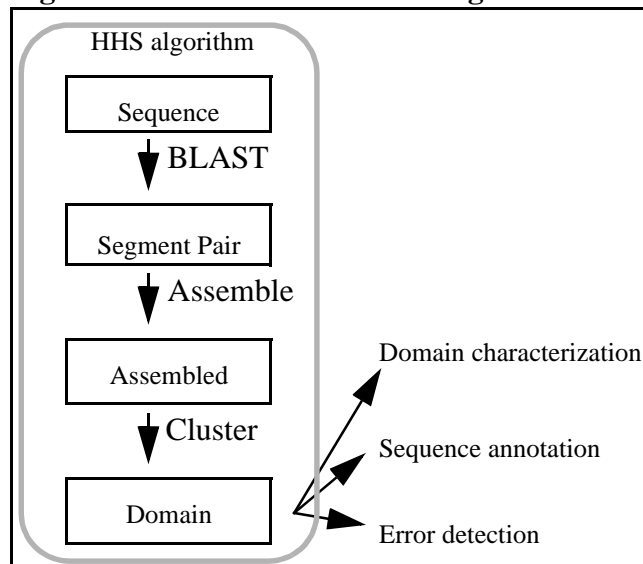 HHS algorithm
Sequence
BLAST
Segment Pair
Assemble
Assembled
Cluster
Domain
Domain characterization
Sequence annotation
Error detection